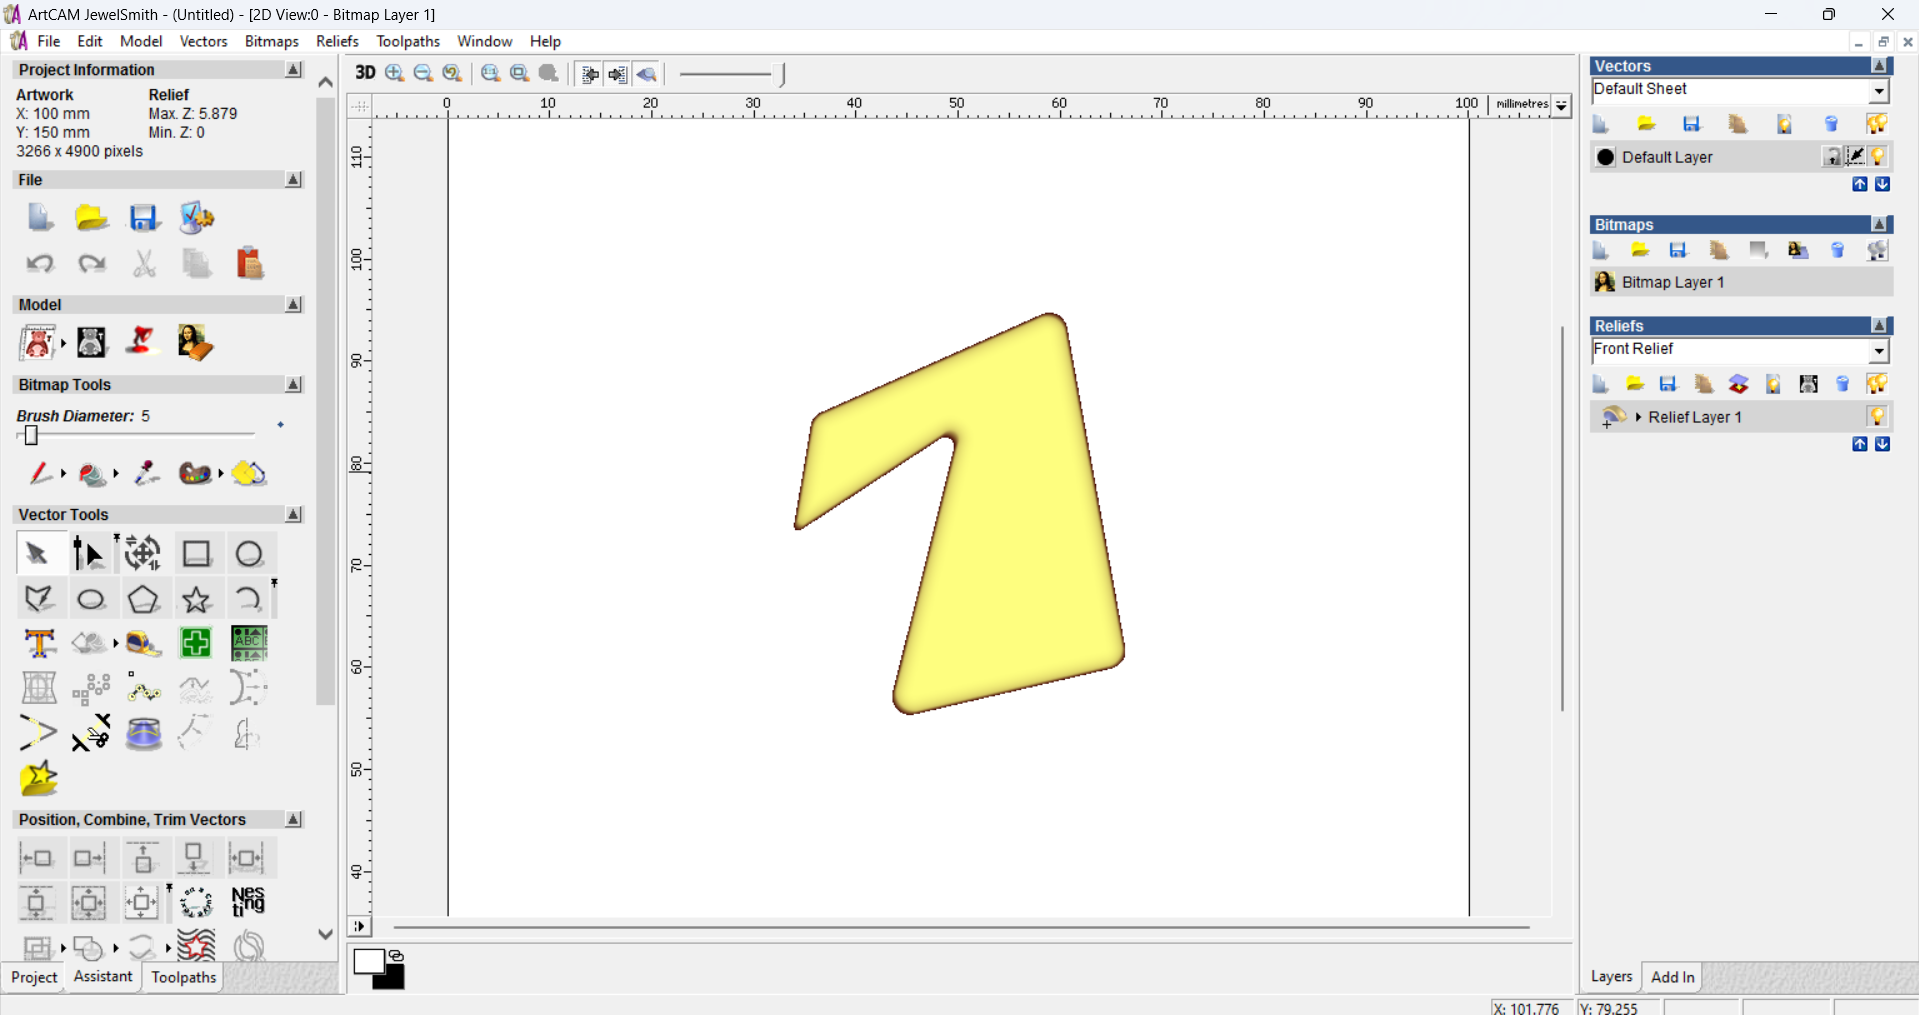 ArtCAM JewelSmith - (Untitled) - [2D View:0 - Bitmap Layer 1]
File Edit Model Vectors Bitmaps Reliefs Toolpaths Window Help
Project Information
Artwork Relief
X: 100 mm Max. Z: 5.879
Y: 150 mm Min. Z: 0
3266 x 4900 pixels
File
Model
Bitmap Tools
Brush Diameter: 5
Vector Tools
ABC
Position, Combine, Trim Vectors
Nes
ting
Project Assistant Toolpaths
3D
0 10 20 30 40 50 60 70 80 90 100 millimetres
110
100
90
80
70
60
50
40
Vectors
Default Sheet
Default Layer
Bitmaps
Bitmap Layer 1
Reliefs
Front Relief
Relief Layer 1
Layers Add In
X: 101.776 Y: 79.255